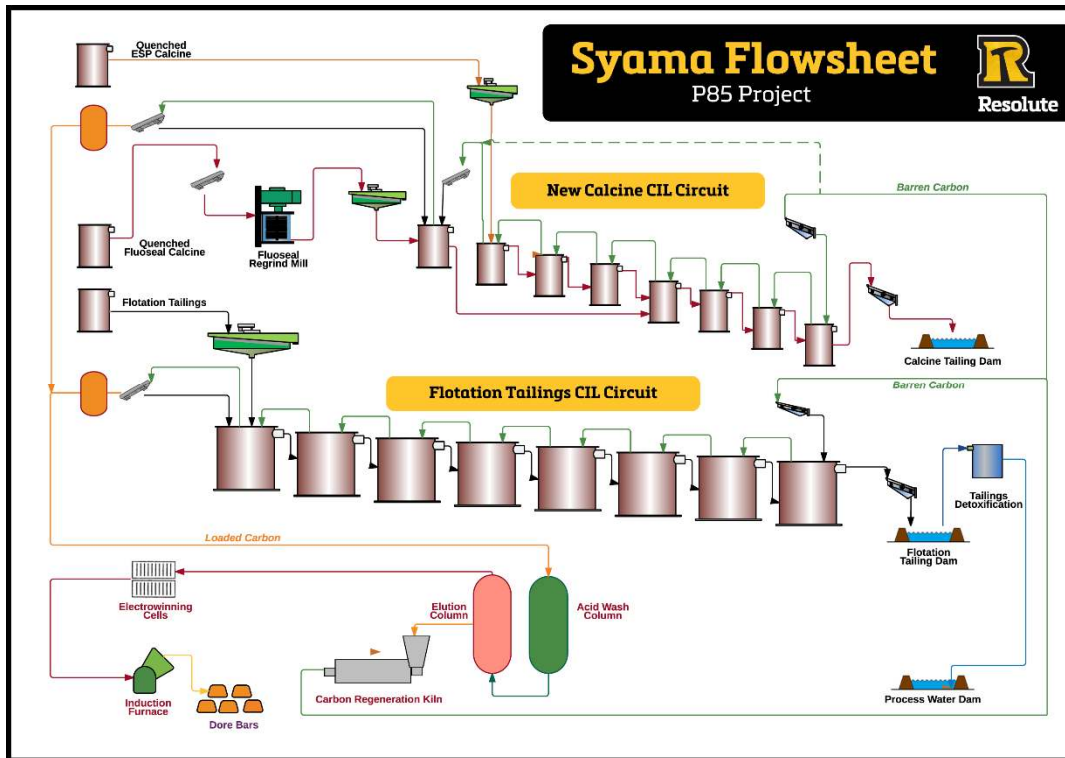 Quenched
ESP Calcine
Syama Flowsheet
P85 Project
R
Resolute
New Calcine CIL Circuit
Barren Carbon
Quenched
Fluoseal Calcine
Fluoseal
Regrind Mill
Flotation Tailings
Calcine Tailing Dam
Flotation Tailings CIL Circuit
Barren Carbon
Tailings
Detoxification
Flotation
Tailing Dam
Loaded Carbon
Electrowinning
Cells
Elution
Column
Acid Wash
Column
Carbon Regeneration Kiln
Induction
Furnace
Dore Bars
Process Water Dam